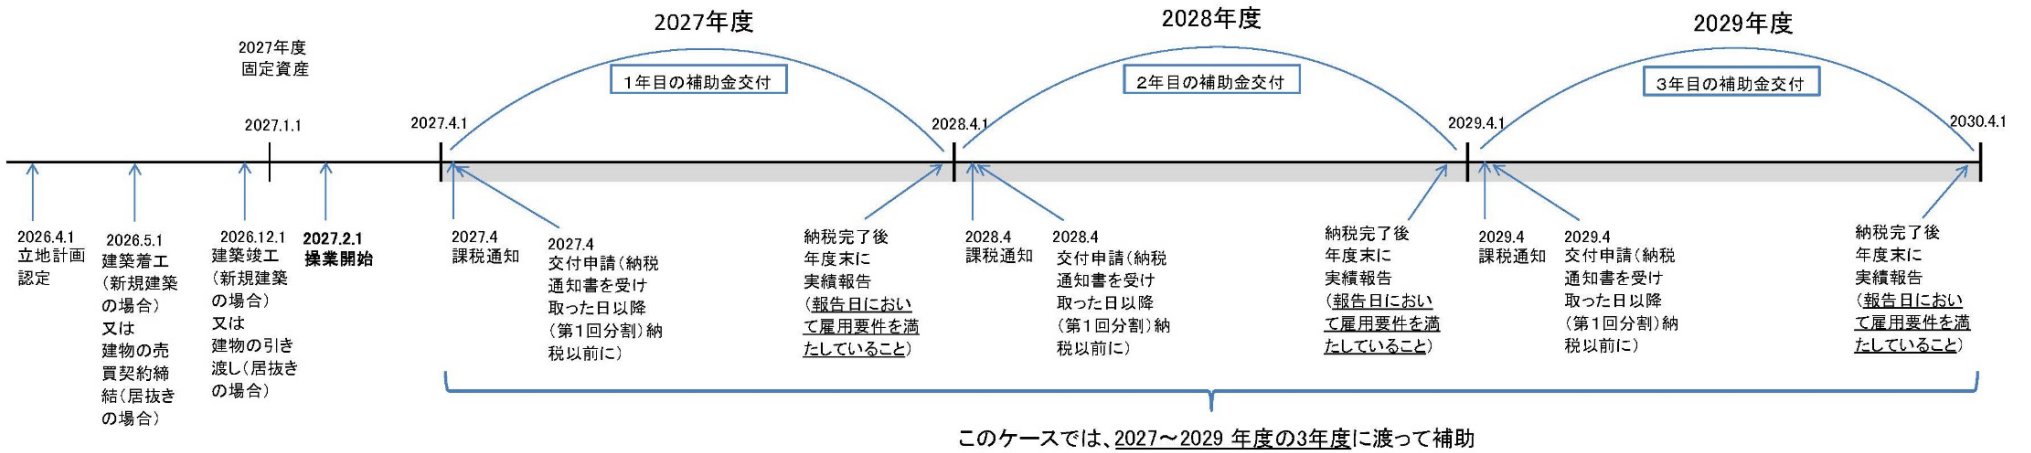 2027年度
2028年度
2029年度
2027年度
固定資産
1年目の補助金交付
2年目の補助金交付
3年目の補助金交付
2027.1.1
2027.4.1
2028.4.1
2029.4.1
2030.4.1
2026.4.1
立地計画
認定
2026.5.1
建築着工
(新規建築
の場合)
又は
建物の売
買契約締
結(居抜き
の場合)
2026.12.1
建築竣工
(新規建築
の場合)
又は
建物の引き
渡し(居抜き
の場合)
2027.2.1
操業開始
2027.4
課税通知
2027.4
交付申請(納税
通知書を受け
取った日以降
(第1回分割)納
税以前に)
納税完了後
年度末に
実績報告
(報告日におい
て雇用要件を満
たしていること)
2028.4
課税通知
2028.4
交付申請(納税
通知書を受け
取った日以降
(第1回分割)納
税以前に)
納税完了後
年度末に
実績報告
(報告日におい
て雇用要件を満
たしていること)
2029.4
課税通知
2029.4
交付申請(納税
通知書を受け
取った日以降
(第1回分割)納
税以前に)
納税完了後
年度末に
実績報告
(報告日におい
て雇用要件を満
たしていること)
このケースでは、2027～2029 年度の3年度に渡って補助